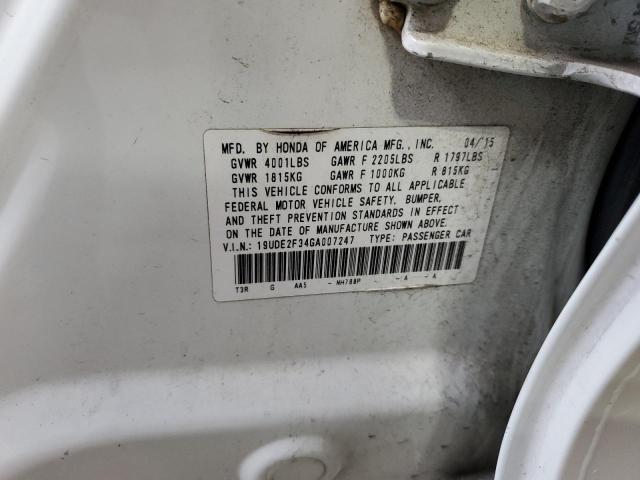 MFD. BY HONDA OF AMERICA MFG., INC. 04/'15
GVWR 4001LBS GAWR F 2205LBS R 1797LBS
GVWR 1815KG GAWR F 1000KG R 815KG
THIS VEHICLE CONFORMS TO ALL APPLICABLE
FEDERAL MOTOR VEHICLE SAFETY, BUMPER,
AND THEFT PREVENTION STANDARDS IN EFFECT
ON THE DATE OF MANUFACTURE SHOWN ABOVE.
V.I.N.: 19UDE2F34GA007247 TYPE: PASSENGER CAR
T3R G AA5 - NH788P - A - A